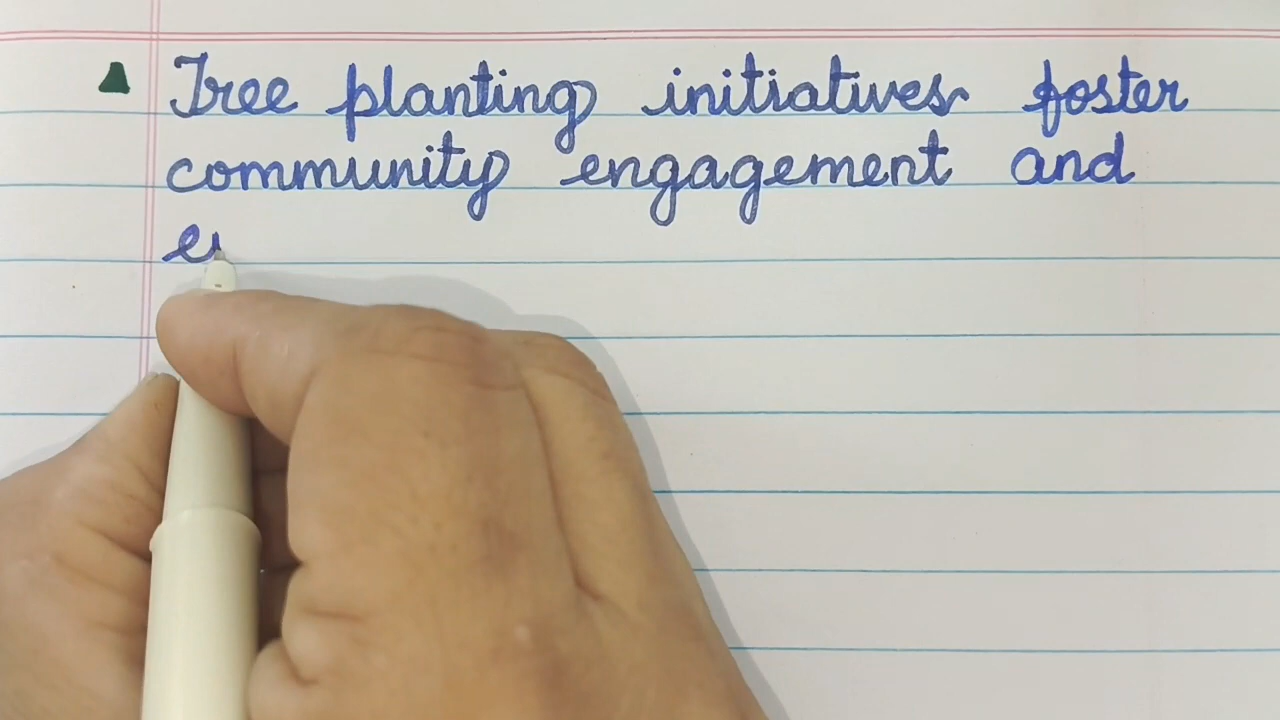 Tree planting initiatives foster
community engagement and